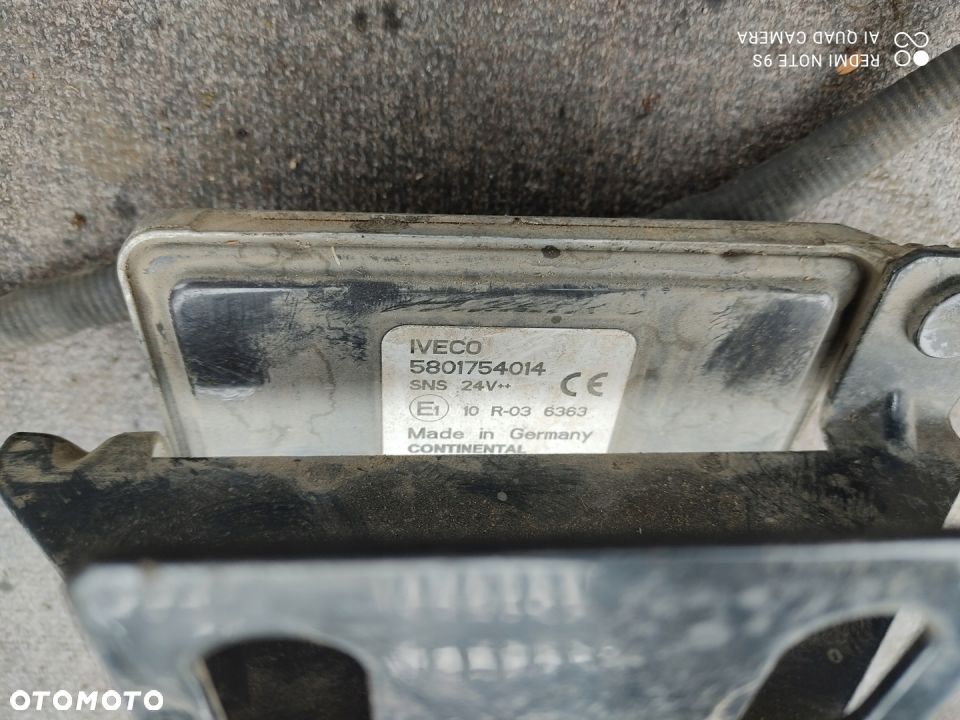 REDMI NOTE 9S
AI QUAD CAMERA
IVECO
5801754014
SNS 24V++
CE
E1 10 R-03 6363
Made in Germany
CONTINENTAL
OTOMOTO